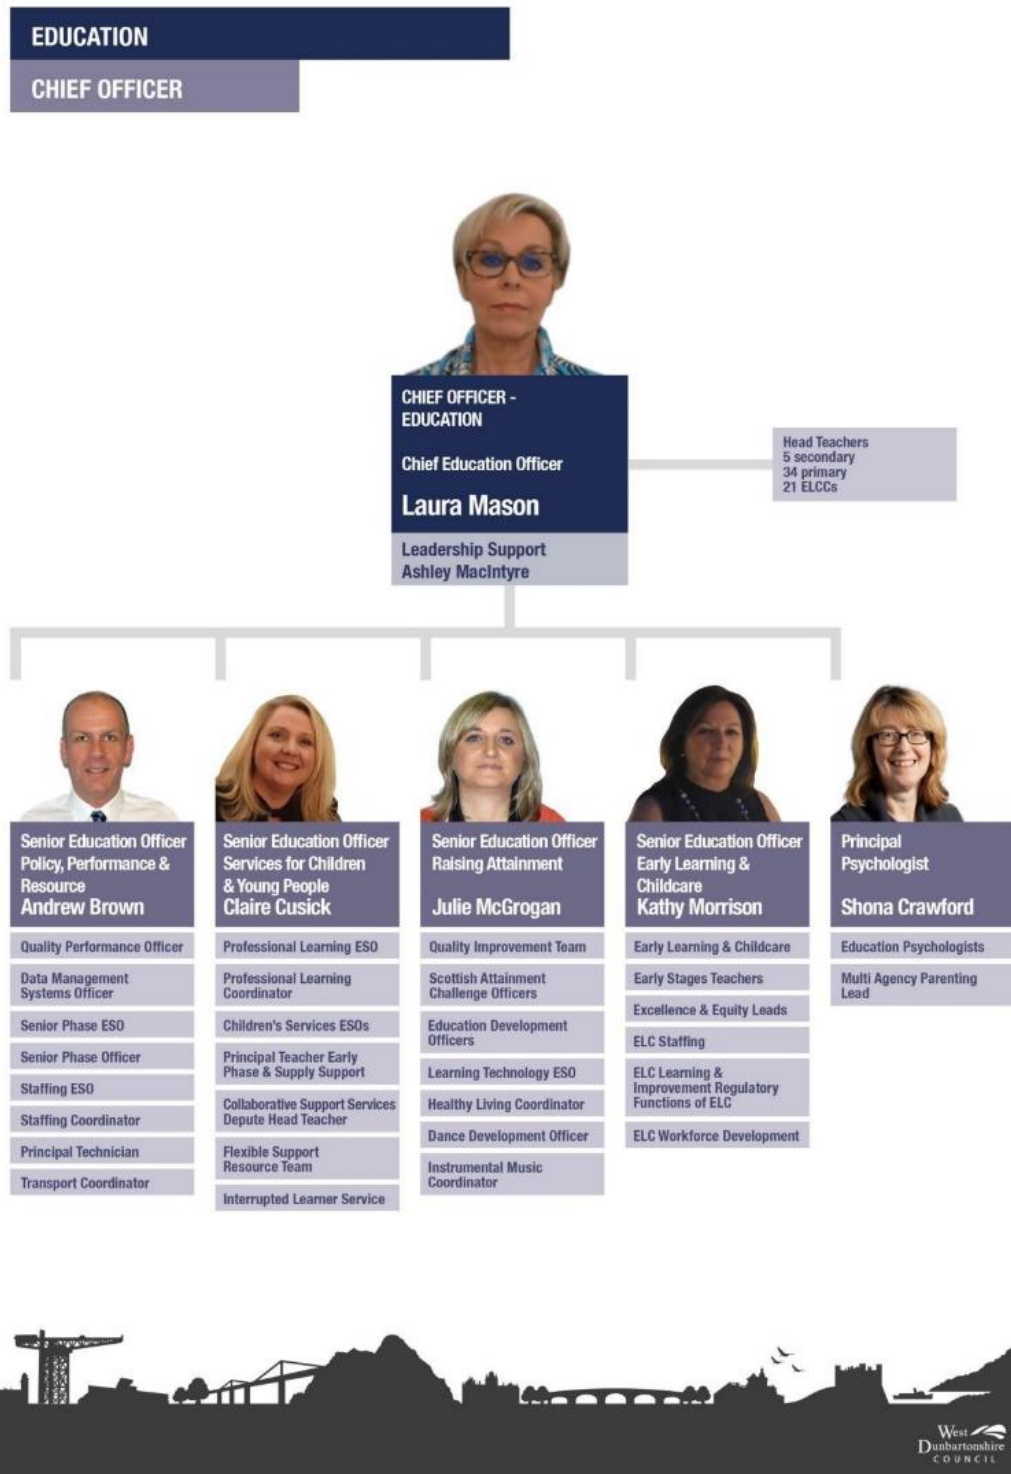 EDUCATION
CHIEF OFFICER
CHIEF OFFICER -
EDUCATION
Chief Education Officer
Laura Mason
Leadership Support
Ashley MacIntyre
Head Teachers
5 secondary
34 primary
21 ELCCs
Senior Education Officer
Policy, Performance &
Resource
Andrew Brown
Quality Performance Officer
Data Management
Systems Officer
Senior Phase ESO
Senior Phase Officer
Staffing ESO
Staffing Coordinator
Principal Technician
Transport Coordinator
Senior Education Officer
Services for Children
& Young People
Claire Cusick
Professional Learning ESO
Professional Learning
Coordinator
Children's Services ESOs
Principal Teacher Early
Phase & Supply Support
Collaborative Support Services
Depute Head Teacher
Flexible Support
Resource Team
Interrupted Learner Service
Senior Education Officer
Raising Attainment
Julie McGrogan
Quality Improvement Team
Scottish Attainment
Challenge Officers
Education Development
Officers
Learning Technology ESO
Healthy Living Coordinator
Dance Development Officer
Instrumental Music
Coordinator
Senior Education Officer
Early Learning &
Childcare
Kathy Morrison
Early Learning & Childcare
Early Stages Teachers
Excellence & Equity Leads
ELC Staffing
ELC Learning &
Improvement Regulatory
Functions of ELC
ELC Workforce Development
Principal
Psychologist
Shona Crawford
Education Psychologists
Multi Agency Parenting
Lead
West
Dunbartonshire
COUNCIL